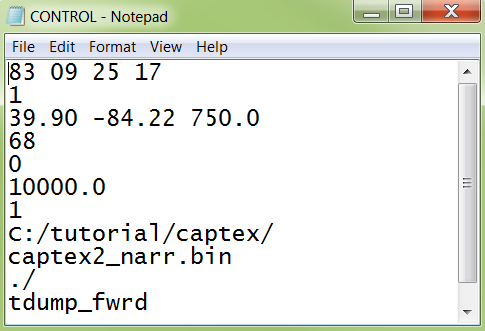 CONTROL - Notepad
File Edit Format View Help
83 09 25 17
1
39.90 -84.22 750.0
68
0
10000.0
1
C:/tutorial/captex/
captex2_narr.bin
./
tdump_fwrd